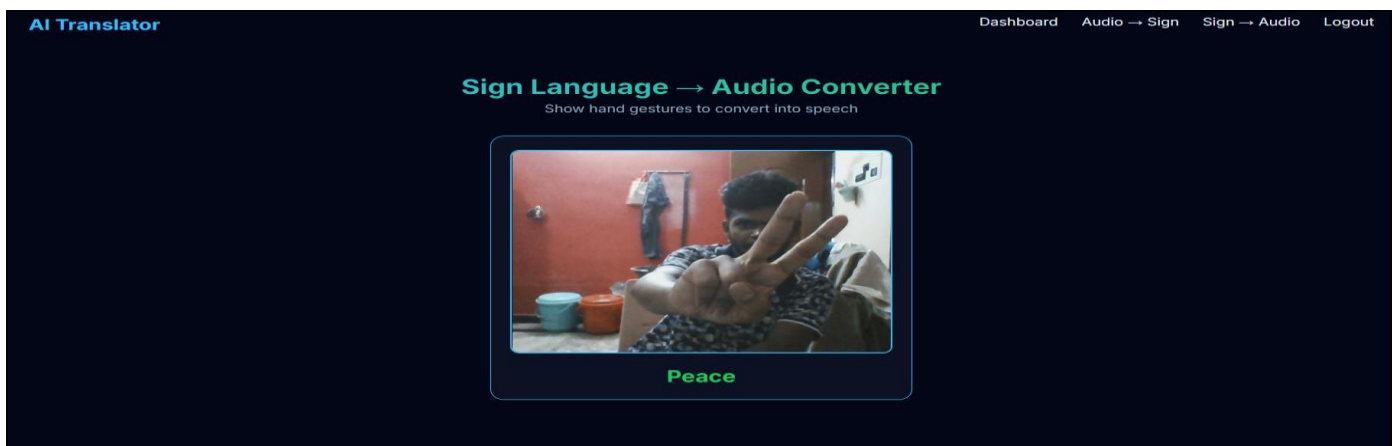 AI Translator
Dashboard Audio → Sign Sign → Audio Logout
Sign Language → Audio Converter
Show hand gestures to convert into speech
Peace